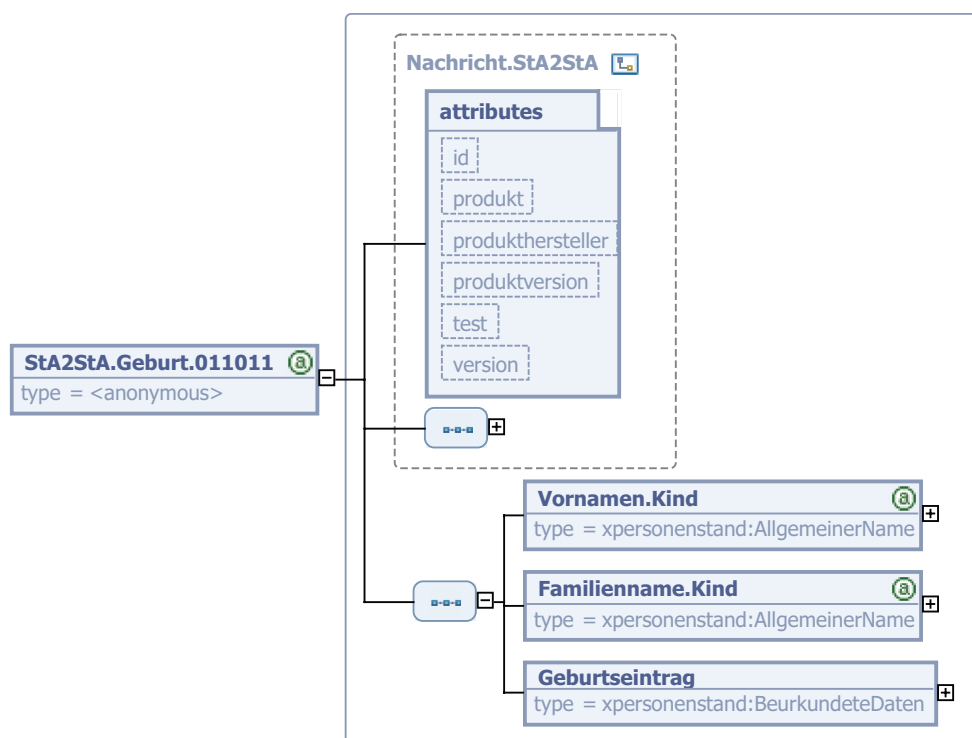 Nachricht.StA2StA
attributes
id
produkt
produkthersteller
produktversion
test
version
StA2StA.Geburt.011011 a
type = <anonymous>
Vornamen.Kind a
type = xpersonenstand:AllgemeinerName
Familienname.Kind a
type = xpersonenstand:AllgemeinerName
Geburtseintrag
type = xpersonenstand:BeurkundeteDaten